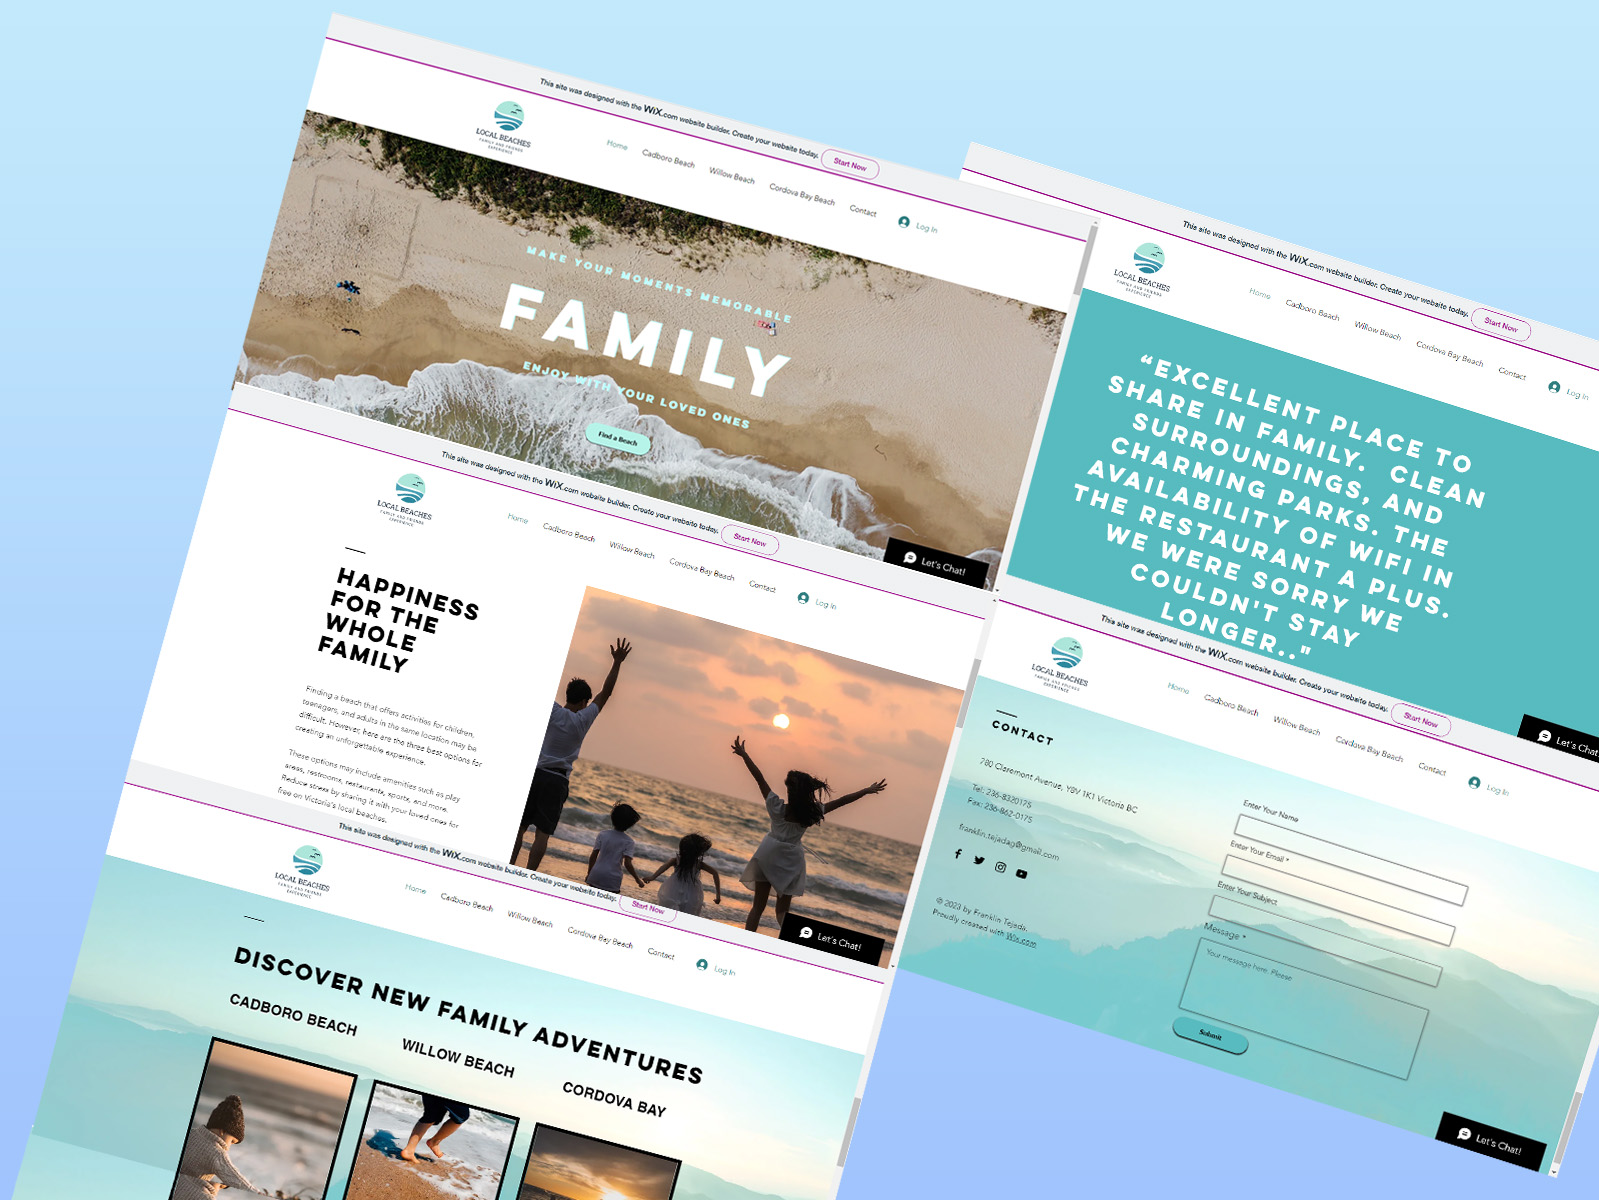 This site was designed with the WiX.com website builder. Create your website today. Start Now
LOCAL BEACHES
FAMILY AND FRIENDS
EXPERIENCE
Home Cadboro Beach Willow Beach Cordova Bay Beach Contact Log In
MAKE YOUR MOMENTS MEMORABLE
FAMILY
ENJOY WITH YOUR LOVED ONES
Find a Beach
Let's Chat!
This site was designed with the WiX.com website builder. Create your website today. Start Now
LOCAL BEACHES
FAMILY AND FRIENDS
EXPERIENCE
Home Cadboro Beach Willow Beach Cordova Bay Beach Contact Log In
HAPPINESS
FOR THE
WHOLE
FAMILY
Finding a beach that offers activities for children,
teenagers, and adults in the same location may be
difficult. However, here are the three best options for
creating an unforgettable experience.
These options may include amenities such as play
areas, restrooms, restaurants, sports, and more.
Reduce stress by sharing it with your loved ones for
free on Victoria's local beaches.
Let's Chat!
This site was designed with the WiX.com website builder. Create your website today. Start Now
LOCAL BEACHES
FAMILY AND FRIENDS
EXPERIENCE
Home Cadboro Beach Willow Beach Cordova Bay Beach Contact Log In
DISCOVER NEW FAMILY ADVENTURES
CADBORO BEACH
WILLOW BEACH
CORDOVA BAY
This site was designed with the WiX.com website builder. Create your website today. Start Now
LOCAL BEACHES
FAMILY AND FRIENDS
EXPERIENCE
Home Cadboro Beach Willow Beach Cordova Bay Beach Contact Log In
“EXCELLENT PLACE TO
SHARE IN FAMILY. CLEAN
SURROUNDINGS, AND
CHARMING PARKS. THE
AVAILABILITY OF WIFI IN
THE RESTAURANT A PLUS.
WE WERE SORRY WE
COULDN'T STAY
LONGER.."
Let's Chat
This site was designed with the WiX.com website builder. Create your website today. Start Now
LOCAL BEACHES
FAMILY AND FRIENDS
EXPERIENCE
Home Cadboro Beach Willow Beach Cordova Bay Beach Contact Log In
CONTACT
780 Claremont Avenue, Y8V 1K1 Victoria BC
Tel: 236-8320175
Fax: 236-862-0175
franklin.tejadag@gmail.com
© 2023 by Franklin Tejada.
Proudly created with Wix.com
Enter Your Name
Enter Your Email *
Enter Your Subject
Message *
Your message here, Please
Submit
Let's Chat!